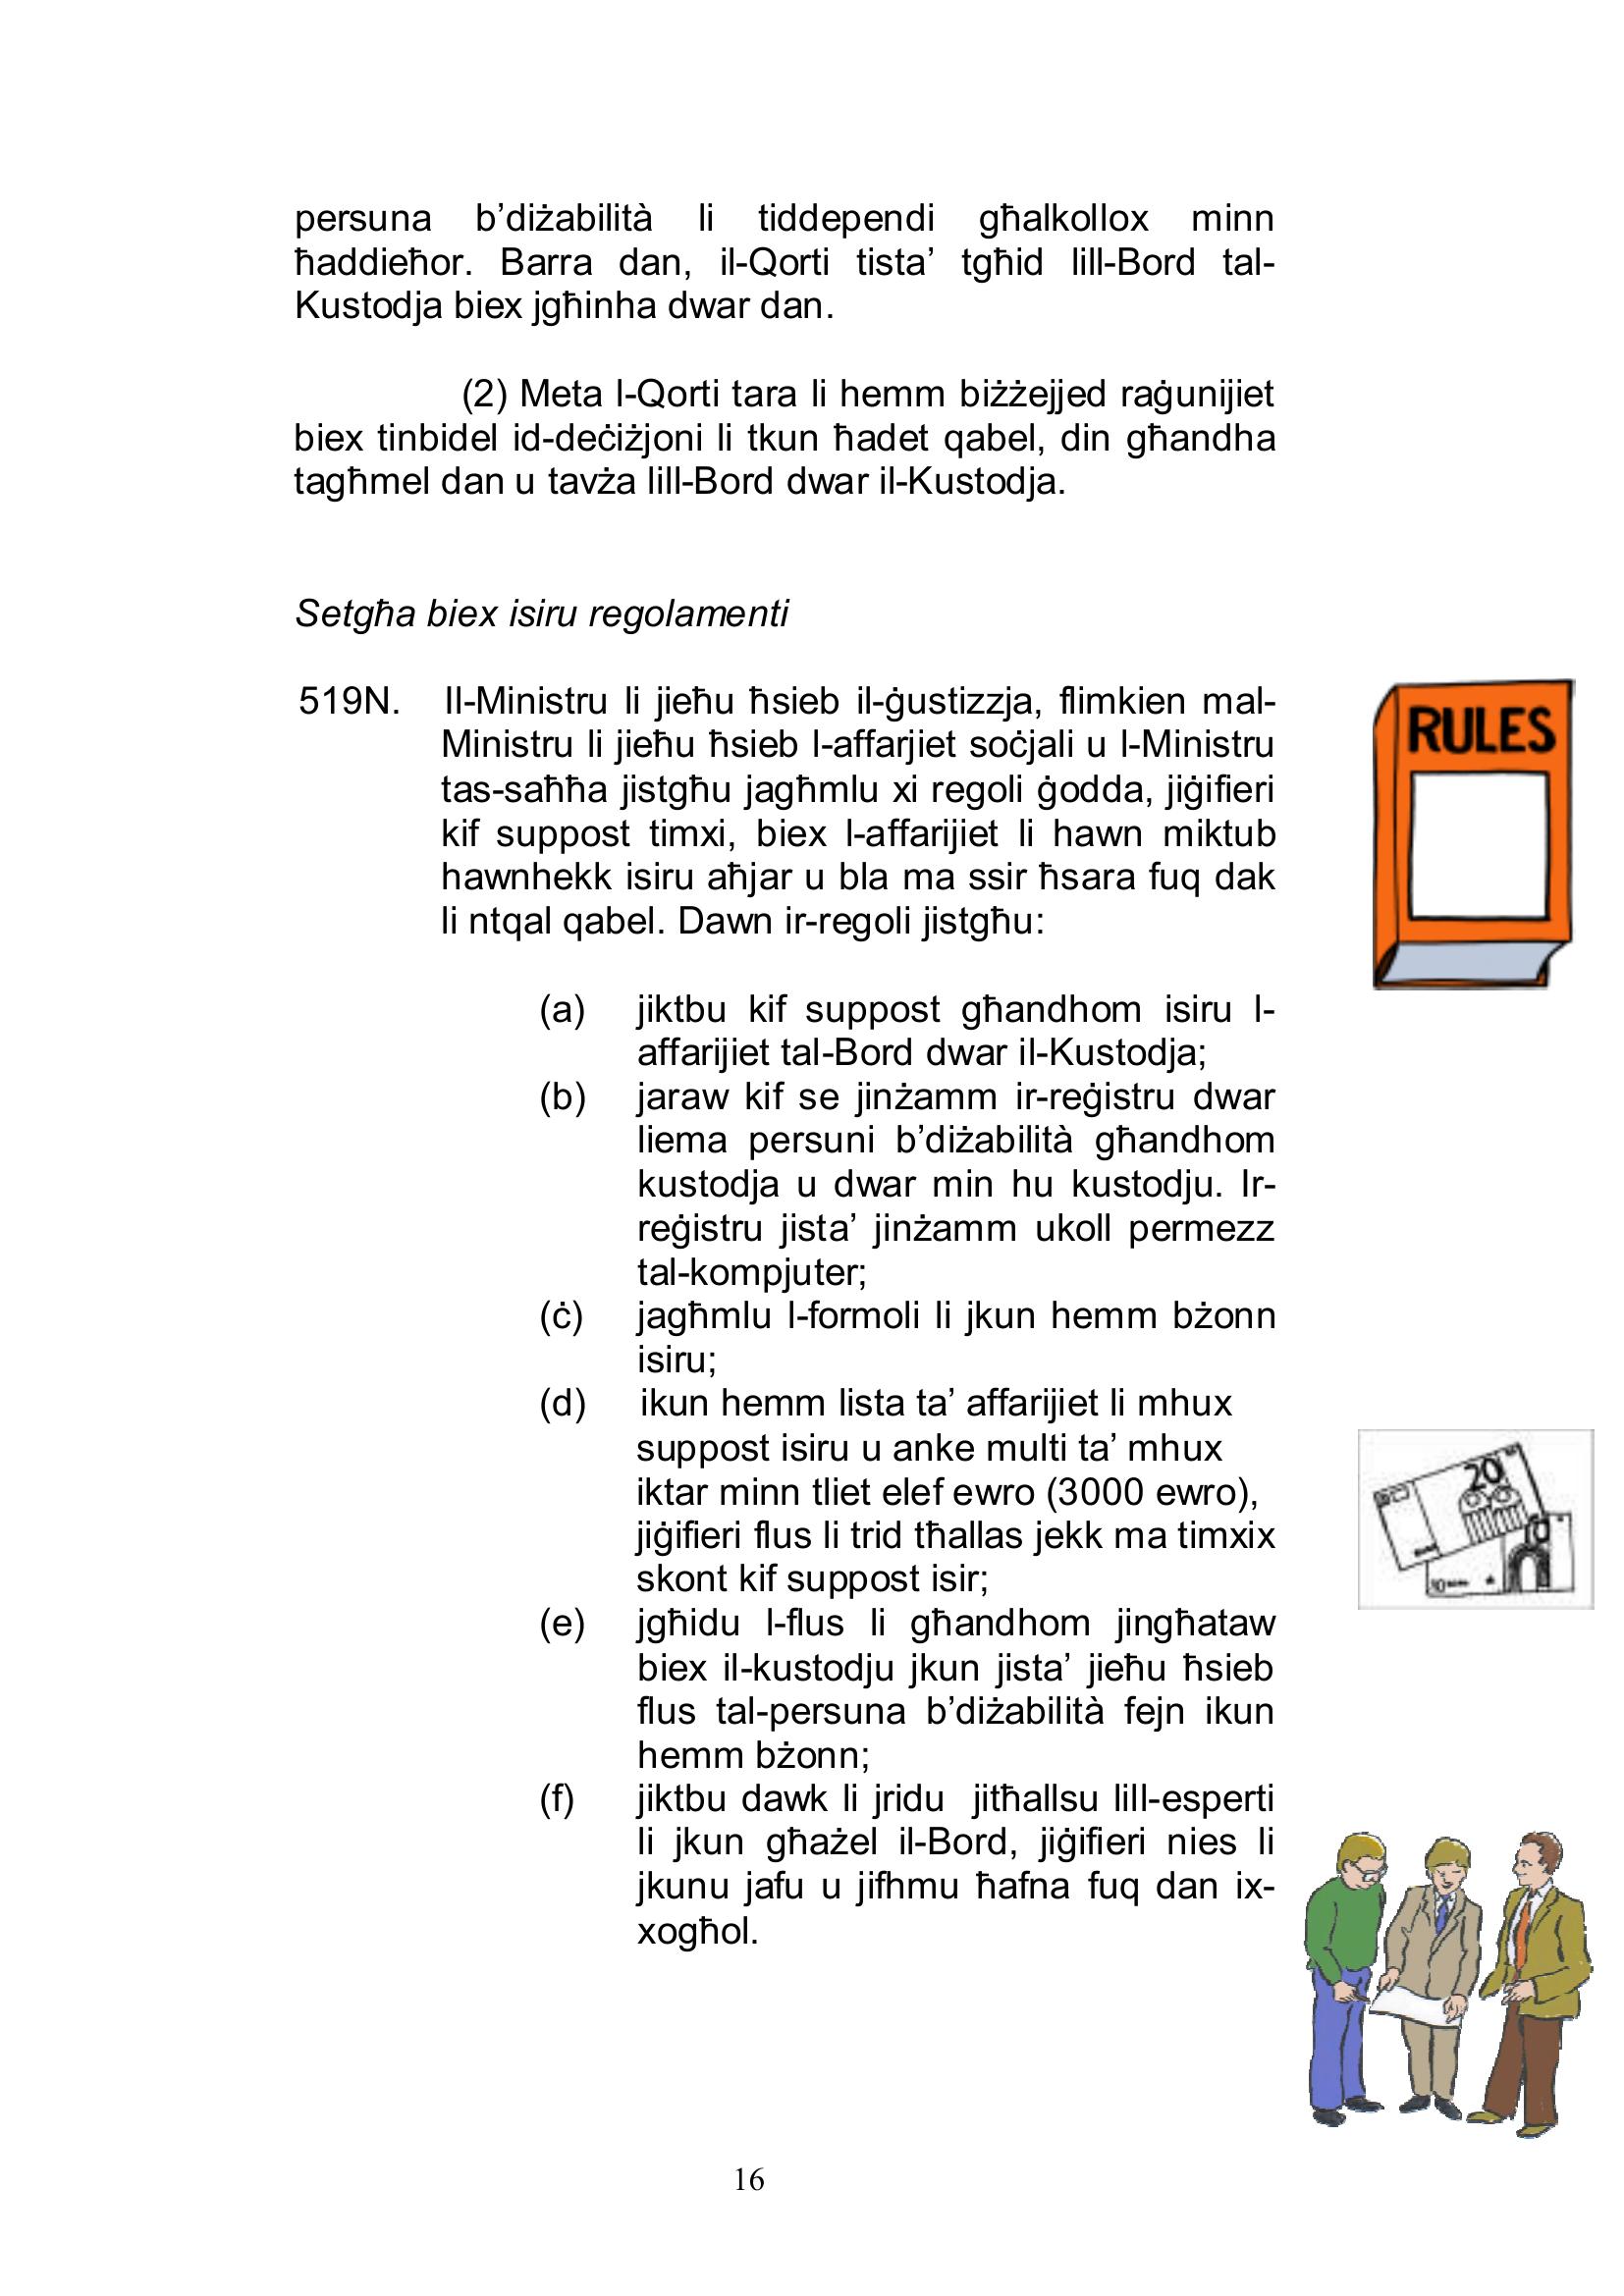 persuna b’diżabilità li tiddependi għalkollox minn
ħaddieħor. Barra dan, il-Qorti tista’ tgħid lill-Bord tal-
Kustodja biex jgħinha dwar dan.
(2) Meta l-Qorti tara li hemm biżżejjed raġunijiet
biex tinbidel id-deċiżjoni li tkun ħadet qabel, din għandha
tagħmel dan u tavża lill-Bord dwar il-Kustodja.
Setgħa biex isiru regolamenti
519N. Il-Ministru li jieħu ħsieb il-ġustizzja, flimkien mal-
Ministru li jieħu ħsieb l-affarjiet soċjali u l-Ministru
tas-saħħa jistgħu jagħmlu xi regoli ġodda, jiġifieri
kif suppost timxi, biex l-affarijiet li hawn miktub
hawnhekk isiru aħjar u bla ma ssir ħsara fuq dak
li ntqal qabel. Dawn ir-regoli jistgħu:
RULES
(a) jiktbu kif suppost għandhom isiru l-
affarijiet tal-Bord dwar il-Kustodja;
(b) jaraw kif se jinżamm ir-reġistru dwar
liema persuni b’diżabilità għandhom
kustodja u dwar min hu kustodju. Ir-
reġistru jista’ jinżamm ukoll permezz
tal-kompjuter;
(ċ) jagħmlu l-formoli li jkun hemm bżonn
isiru;
(d) ikun hemm lista ta’ affarijiet li mhux
suppost isiru u anke multi ta’ mhux
iktar minn tliet elef ewro (3000 ewro),
jiġifieri flus li trid tħallas jekk ma timxix
skont kif suppost isir;
20
10
(e) jgħidu l-flus li għandhom jingħataw
biex il-kustodju jkun jista’ jieħu ħsieb
flus tal-persuna b’diżabilità fejn ikun
hemm bżonn;
(f) jiktbu dawk li jridu jitħallsu lill-esperti
li jkun għażel il-Bord, jiġifieri nies li
jkunu jafu u jifhmu ħafna fuq dan ix-
xogħol.
16